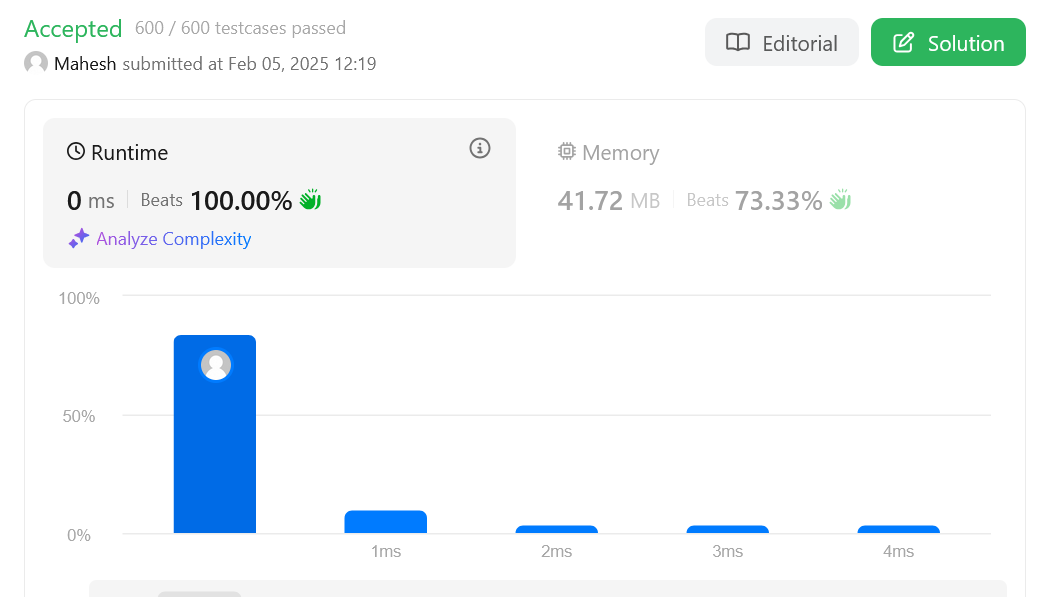 Accepted 600 / 600 testcases passed
Editorial
Solution
Mahesh submitted at Feb 05, 2025 12:19
Runtime
0 ms Beats 100.00%
Analyze Complexity
Memory
41.72 MB Beats 73.33%
100%
50%
0%
1ms 2ms 3ms 4ms